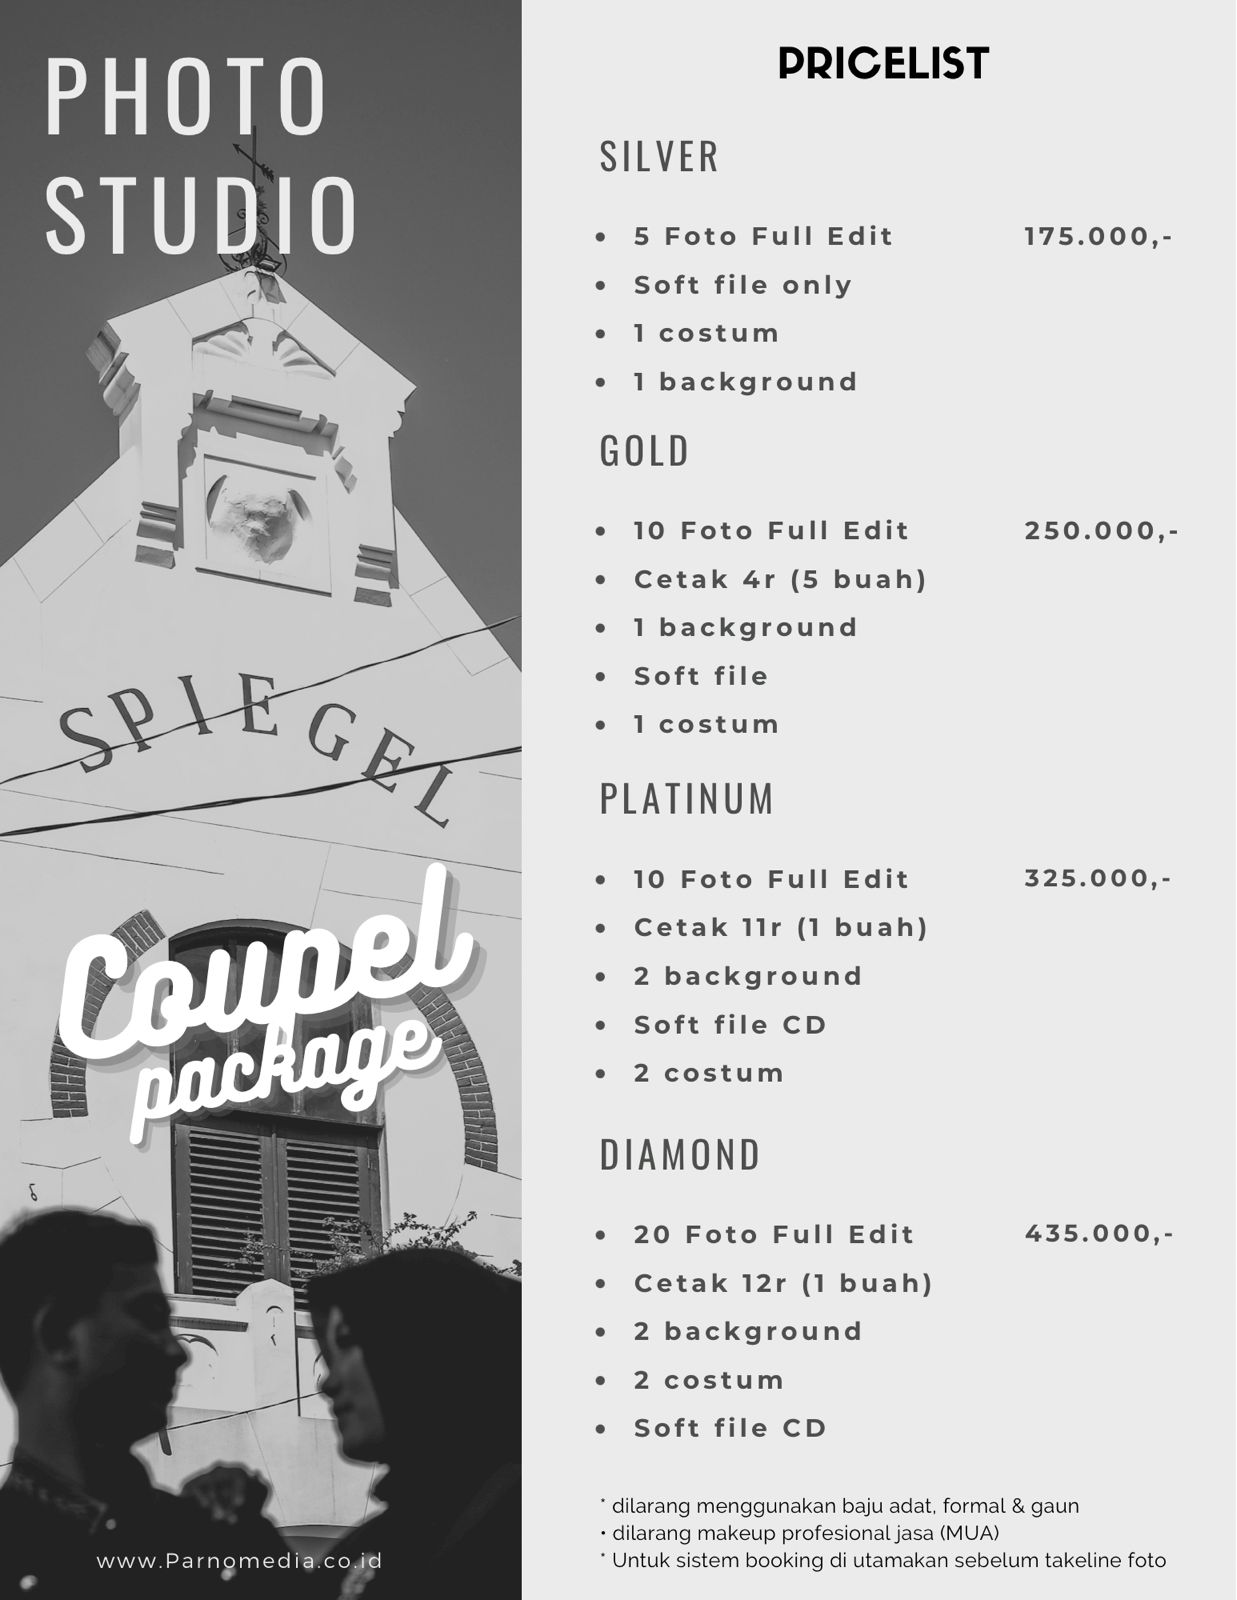 PHOTO
STUDIO
SPIEGEL
Coupel
package
www.Parnomedia.co.id
PRICELIST
SILVER
• 5 Foto Full Edit 175.000,-
• Soft file only
• 1 costum
• 1 background
GOLD
• 10 Foto Full Edit 250.000,-
• Cetak 4r (5 buah)
• 1 background
• Soft file
• 1 costum
PLATINUM
• 10 Foto Full Edit 325.000,-
• Cetak 11r (1 buah)
• 2 background
• Soft file CD
• 2 costum
DIAMOND
• 20 Foto Full Edit 435.000,-
• Cetak 12r (1 buah)
• 2 background
• 2 costum
• Soft file CD
* dilarang menggunakan baju adat, formal & gaun
• dilarang makeup profesional jasa (MUA)
* Untuk sistem booking di utamakan sebelum takeline foto